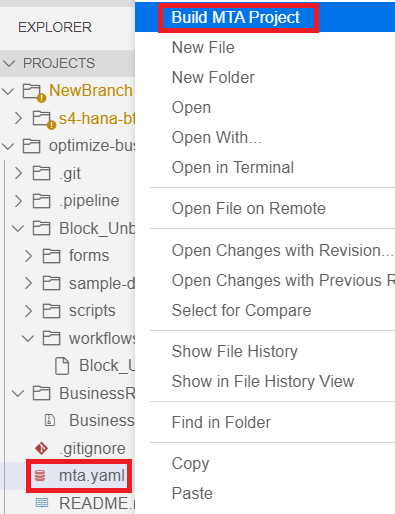 EXPLORER
PROJECTS
NewBranch
s4-hana-bt
optimize-bus
.git
.pipeline
Block_Unb
forms
sample-d
scripts
workflows
Block_U
BusinessR
Business
.gitignore
mta.yaml
README.m
Build MTA Project
New File
New Folder
Open
Open With...
Open in Terminal
Open File on Remote
Open Changes with Revision...
Open Changes with Previous R
Select for Compare
Show File History
Show in File History View
Find in Folder
Copy
Paste